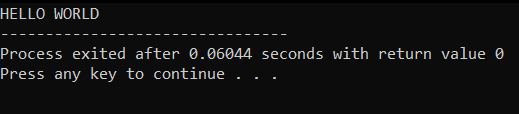 HELLO WORLD
--------------------------------
Process exited after 0.06044 seconds with return value 0
Press any key to continue . . .